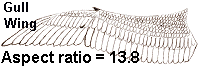 Gull
Wing
Aspect ratio = 13.8